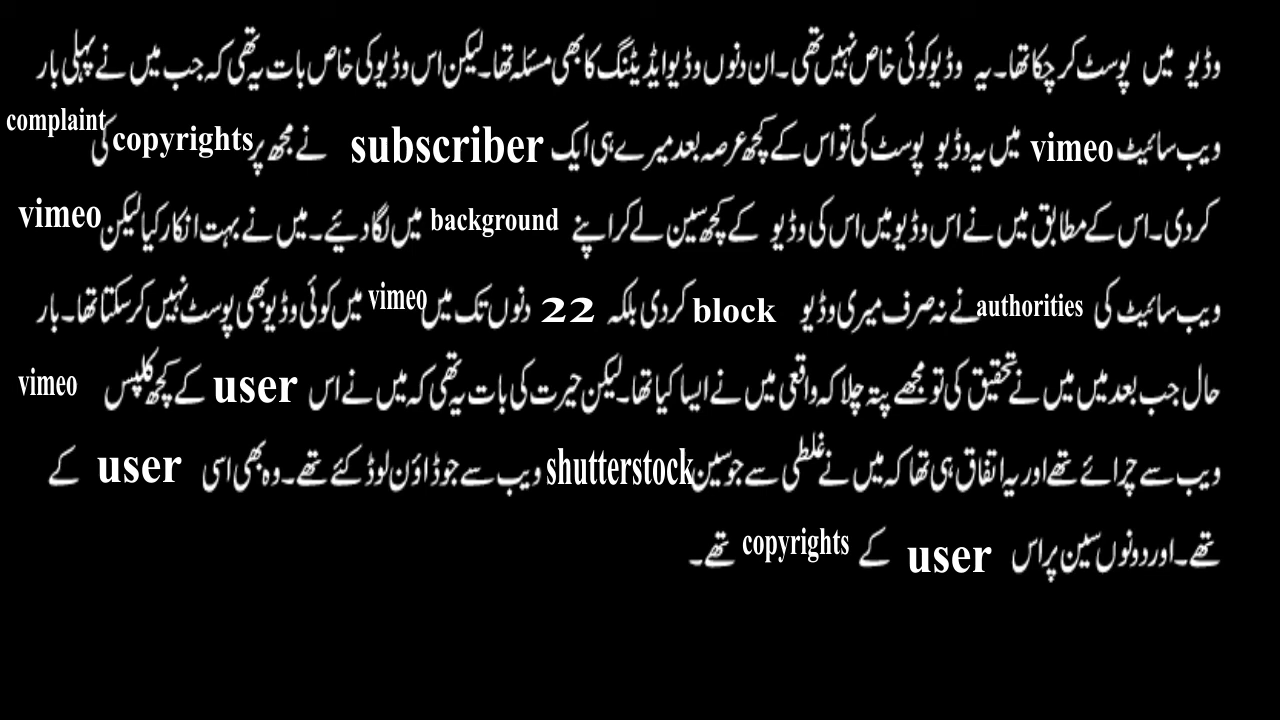 وڈیو میں پوسٹ کر چکا تھا۔ یہ وڈیو کوئی خاص نہیں تھی۔ ان دنوں وڈیو ایڈیٹنگ کا بھی مسئلہ تھا۔ لیکن اس وڈیو کی خاص بات یہ تھی کہ جب میں نے پہلی بار
ویب سائیٹ vimeo میں یہ وڈیو پوسٹ کی تو اس کے کچھ عرصہ بعد میرے ہی ایک subscriber نے مجھ پر copyrights کی complaint
کر دی۔ اس کے مطابق میں نے اس وڈیو میں اس کی وڈیو کے کچھ سین لے کر اپنے background میں لگا دیئے۔ میں نے بہت انکار کیا لیکن vimeo
ویب سائیٹ کی authorities نے نہ صرف میری وڈیو block کر دی بلکہ 22 دنوں تک میں vimeo میں کوئی وڈیو بھی پوسٹ نہیں کر سکتا تھا۔ بار
حال جب بعد میں میں نے تحقیق کی تو مجھے پتہ چلا کہ واقعی میں نے ایسا کیا تھا۔ لیکن حیرت کی بات یہ تھی کہ میں نے اس user کے کچھ کلپس vimeo
ویب سے چرائے تھے اور یہ اتفاق ہی تھا کہ میں نے غلطی سے جو سین shutterstock ویب سے جو ڈاؤن لوڈ کئے تھے۔ وہ بھی اسی user کے
تھے۔ اور دونوں سین پر اس user کے copyrights تھے۔